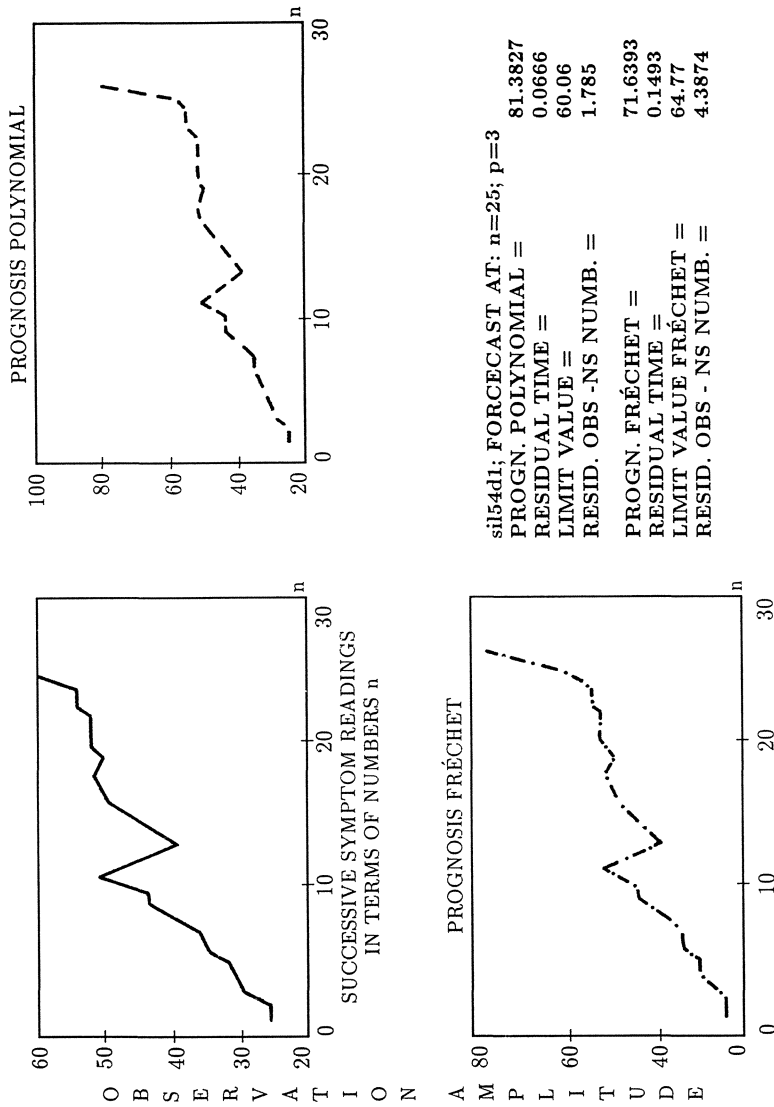 OBSERVATION AMPLITUDE
60
50
40
30
20
0
10
20
30
n
SUCCESSIVE SYMPTOM READINGS
IN TERMS OF NUMBERS n
PROGNOSIS POLYNOMIAL
100
80
60
40
20
0
10
20
30
n
PROGNOSIS FRÉCHET
80
60
40
0
0
10
20
30
n
sil54d1; FORCECAST AT: n=25; p=3
PROGN. POLYNOMIAL = 81.3827
RESIDUAL TIME = 0.0666
LIMIT VALUE = 60.06
RESID. OBS -NS NUMB. = 1.785
PROGN. FRÉCHET = 71.6393
RESIDUAL TIME = 0.1493
LIMIT VALUE FRÉCHET = 64.77
RESID. OBS - NS NUMB. = 4.3874